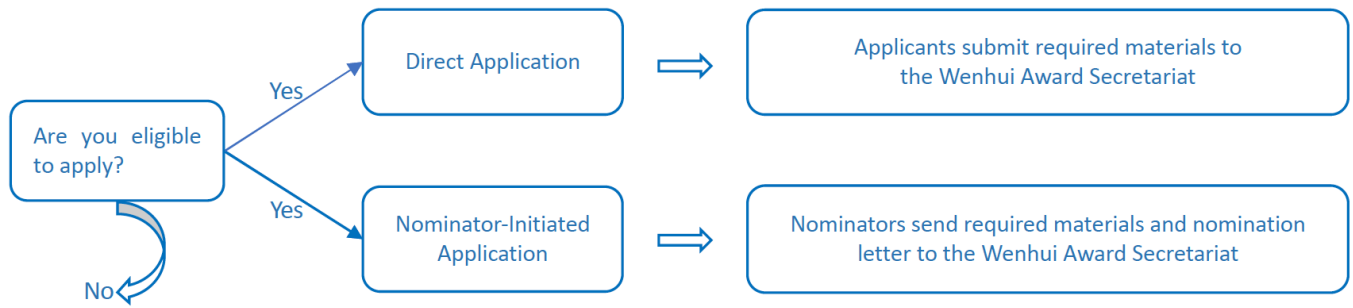 Are you eligible
to apply?
Yes
Direct Application
Applicants submit required materials to
the Wenhui Award Secretariat
Yes
Nominator-Initiated
Application
Nominators send required materials and nomination
letter to the Wenhui Award Secretariat
No